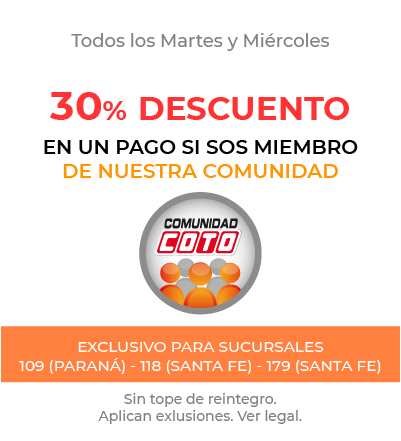 Todos los Martes y Miércoles
30% DESCUENTO
EN UN PAGO SI SOS MIEMBRO
DE NUESTRA COMUNIDAD
COMUNIDAD
COTO
EXCLUSIVO PARA SUCURSALES
109 (PARANÁ) - 118 (SANTA FE) - 179 (SANTA FE)
Sin tope de reintegro.
Aplican exlusiones. Ver legal.